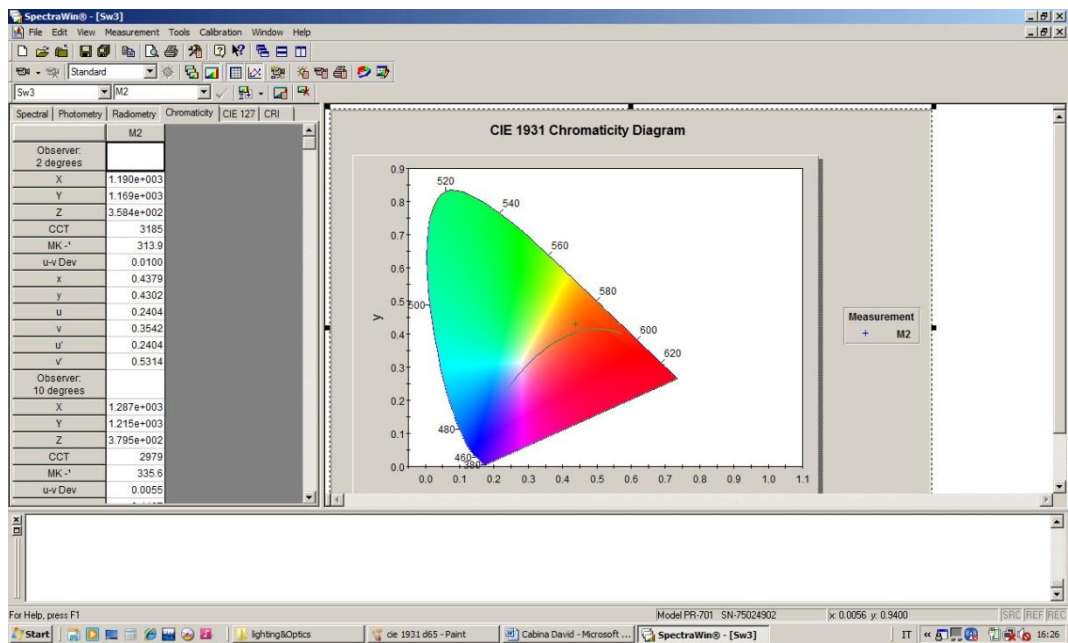 SpectraWin® - [Sw3]
File Edit View Measurement Tools Calibration Window Help
Standard
Sw3 M2
Spectral Photometry Radiometry Chromaticity CIE 127 CRI
M2
Observer:
2 degrees
X 1.190e+003
Y 1.169e+003
Z 3.584e+002
CCT 3185
MK -¹ 313.9
u-v Dev 0.0100
x 0.4379
y 0.4302
u 0.2404
v 0.3542
u' 0.2404
v' 0.5314
Observer:
10 degrees
X 1.287e+003
Y 1.215e+003
Z 3.795e+002
CCT 2979
MK -¹ 335.6
u-v Dev 0.0055
CIE 1931 Chromaticity Diagram
0.9
0.8
0.7
0.6
0.5
0.4
0.3
0.2
0.1
0.0
y
520
540
560
580
600
620
500
480
460
380
0.0 0.1 0.2 0.3 0.4 0.5 0.6 0.7 0.8 0.9 1.0 1.1
Measurement
+ M2
For Help, press F1
Model PR-701 SN-75024902
x: 0.0056 y: 0.9400
SRC REF REC
Start
lighting&Optics
cie 1931 d65 - Paint
Cabina David - Microsoft ...
SpectraWin® - [Sw3]
IT
16:26